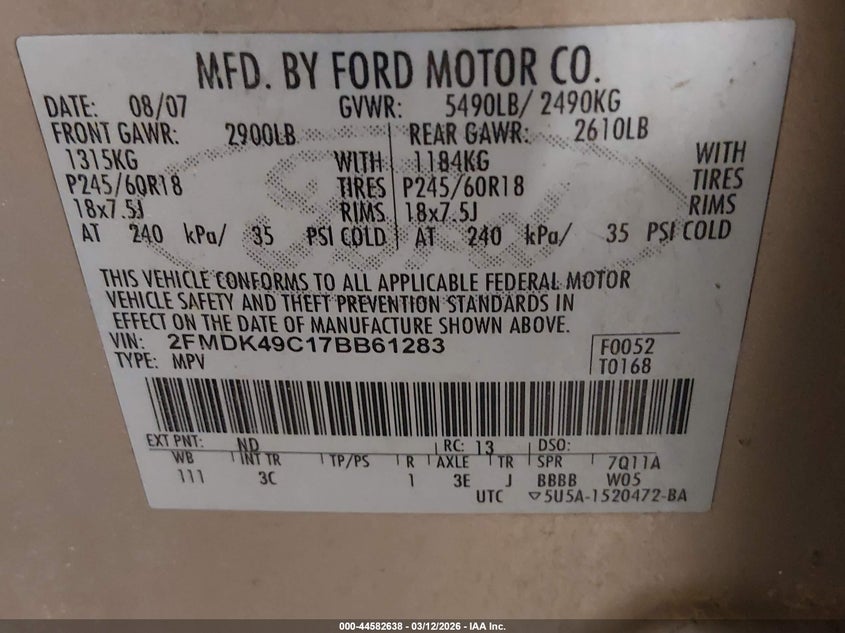 MFD. BY FORD MOTOR CO.
DATE: 08/07 GVWR: 5490LB/ 2490KG
FRONT GAWR: 2900LB REAR GAWR: 2610LB
1315KG WITH 1184KG WITH
P245/60R18 TIRES P245/60R18 TIRES
18x7.5J RIMS 18x7.5J RIMS
AT 240 kPa/ 35 PSI COLD AT 240 kPa/ 35 PSI COLD
Ford
THIS VEHICLE CONFORMS TO ALL APPLICABLE FEDERAL MOTOR
VEHICLE SAFETY AND THEFT PREVENTION STANDARDS IN
EFFECT ON THE DATE OF MANUFACTURE SHOWN ABOVE.
VIN: 2FMDK49C17BB61283 F0052
TYPE: MPV T0168
EXT PNT: ND RC: 13 DSO:
WB INT TR TP/PS R AXLE TR SPR 7Q11A
111 3C 1 3E J BBBB W05
UTC ▽5U5A-1520472-BA
000-44582638 - 03/12/2026 - IAA Inc.